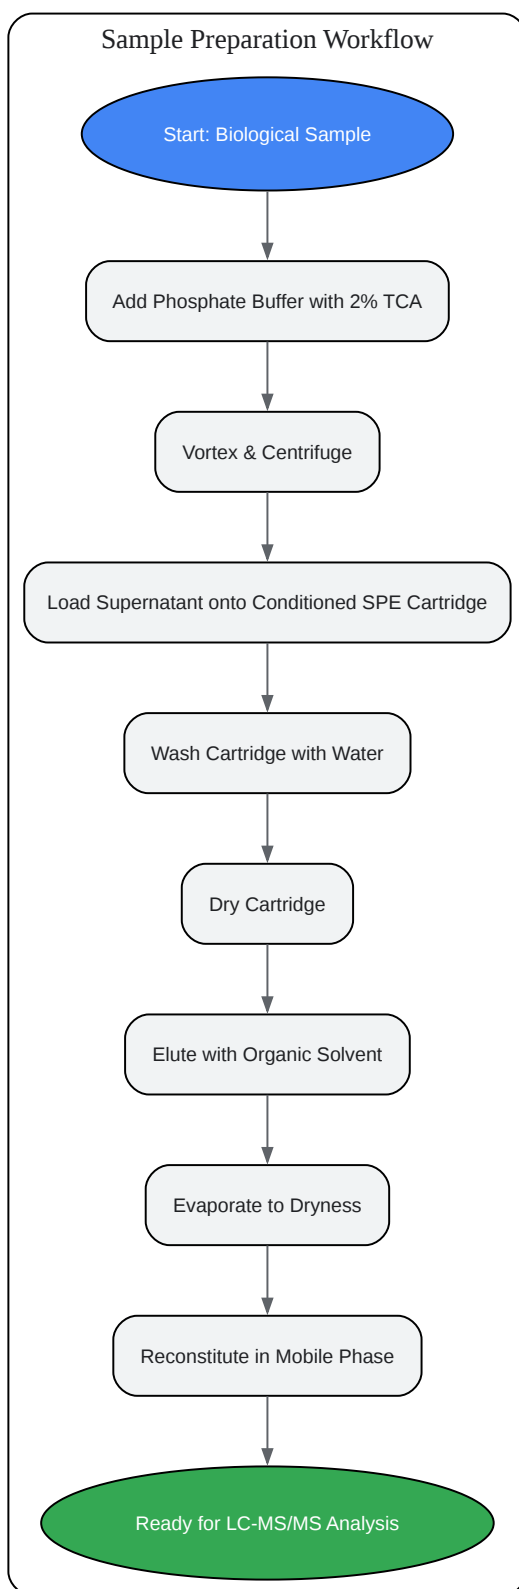 Sample Preparation Workflow
Start: Biological Sample
Add Phosphate Buffer with 2% TCA
Vortex & Centrifuge
Load Supernatant onto Conditioned SPE Cartridge
Wash Cartridge with Water
Dry Cartridge
Elute with Organic Solvent
Evaporate to Dryness
Reconstitute in Mobile Phase
Ready for LC-MS/MS Analysis